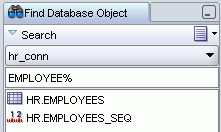 Find Database Object
Search
hr_conn
EMPLOYEE%
HR.EMPLOYEES
HR.EMPLOYEES_SEQ